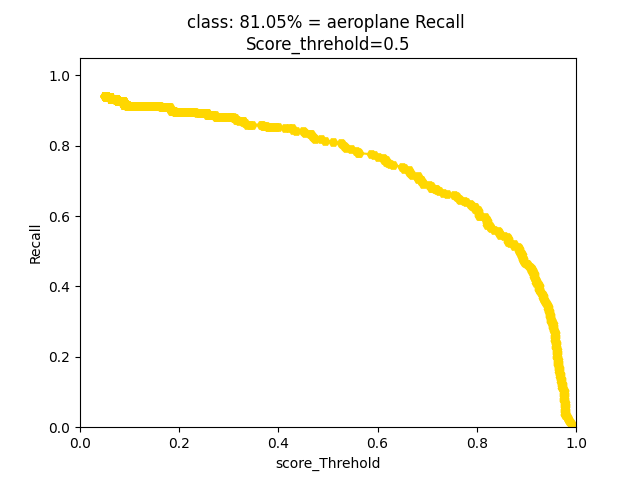 class: 81.05% = aeroplane Recall
Score_threhold=0.5
1.0
0.8
0.6
0.4
0.2
0.0
Recall
0.0 0.2 0.4 0.6 0.8 1.0
score_Threhold